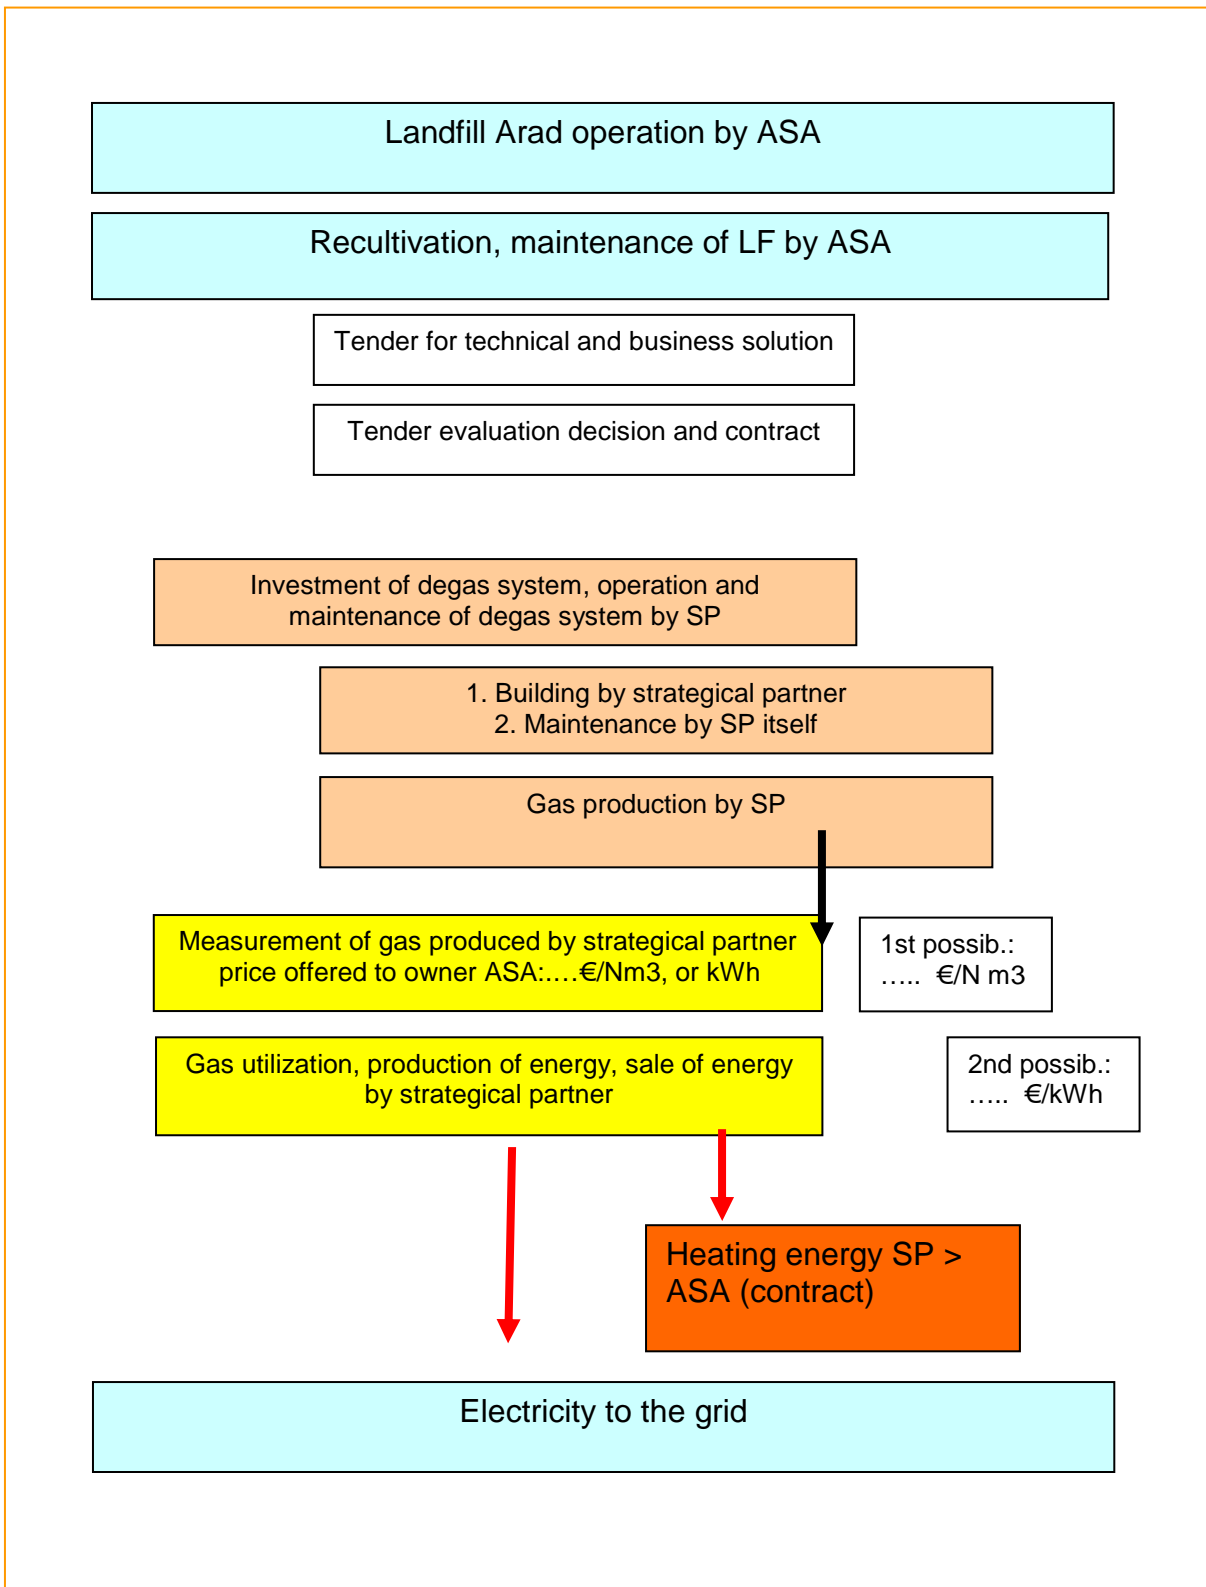 Landfill Arad operation by ASA
Recultivation, maintenance of LF by ASA
Tender for technical and business solution
Tender evaluation decision and contract
Investment of degas system, operation and
maintenance of degas system by SP
1. Building by strategical partner
2. Maintenance by SP itself
Gas production by SP
Measurement of gas produced by strategical partner
price offered to owner ASA:.…€/Nm3, or kWh
1st possib.:
….. €/N m3
Gas utilization, production of energy, sale of energy
by strategical partner
2nd possib.:
….. €/kWh
Heating energy SP >
ASA (contract)
Electricity to the grid